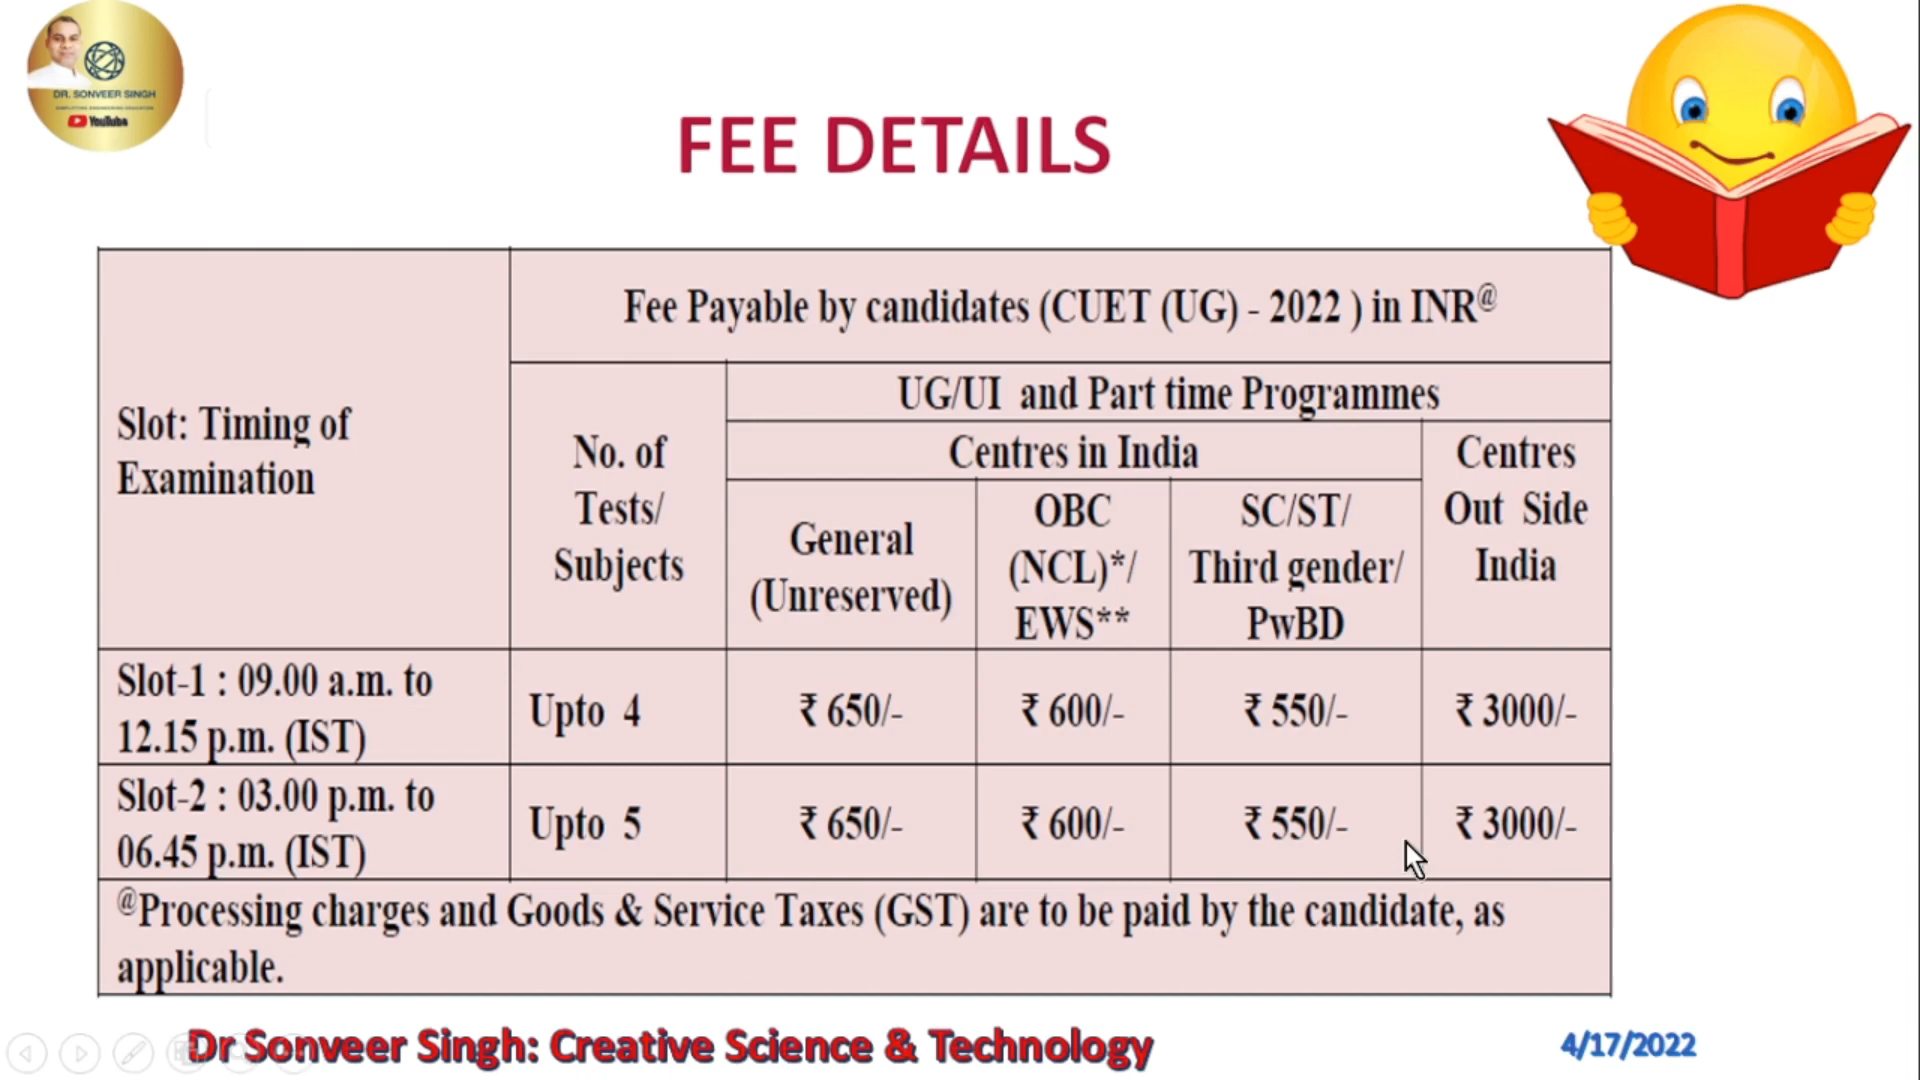 DR. SONVEER SINGH
SIMPLIFYING ENGINEERING EDUCATION
YouTube
FEE DETAILS
Slot: Timing of
Examination
Fee Payable by candidates (CUET (UG) - 2022 ) in INR@
No. of
Tests/
Subjects
UG/UI and Part time Programmes
Centres in India
Centres
Out Side
India
General
(Unreserved)
OBC
(NCL)*/
EWS**
SC/ST/
Third gender/
PwBD
Slot-1 : 09.00 a.m. to
12.15 p.m. (IST)
Upto 4
₹ 650/-
₹ 600/-
₹ 550/-
₹ 3000/-
Slot-2 : 03.00 p.m. to
06.45 p.m. (IST)
Upto 5
₹ 650/-
₹ 600/-
₹ 550/-
₹ 3000/-
@Processing charges and Goods & Service Taxes (GST) are to be paid by the candidate, as
applicable.
Dr Sonveer Singh: Creative Science & Technology
4/17/2022